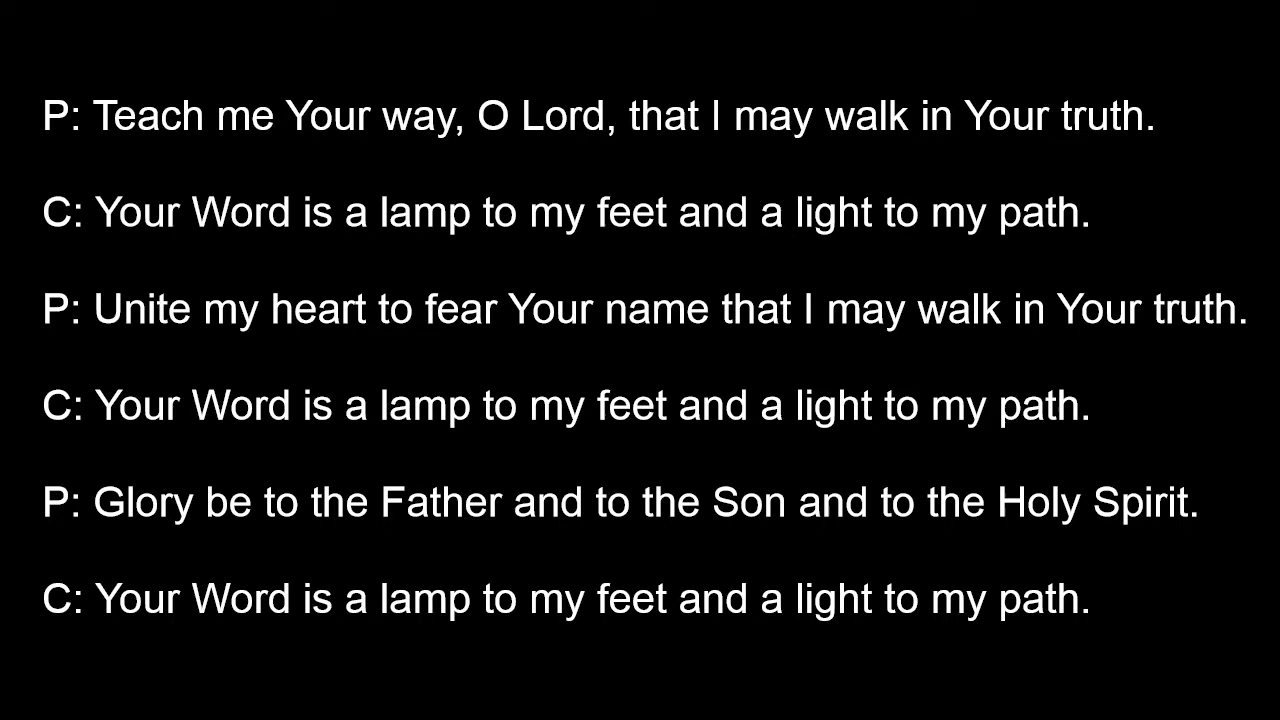 P: Teach me Your way, O Lord, that I may walk in Your truth.
C: Your Word is a lamp to my feet and a light to my path.
P: Unite my heart to fear Your name that I may walk in Your truth.
C: Your Word is a lamp to my feet and a light to my path.
P: Glory be to the Father and to the Son and to the Holy Spirit.
C: Your Word is a lamp to my feet and a light to my path.